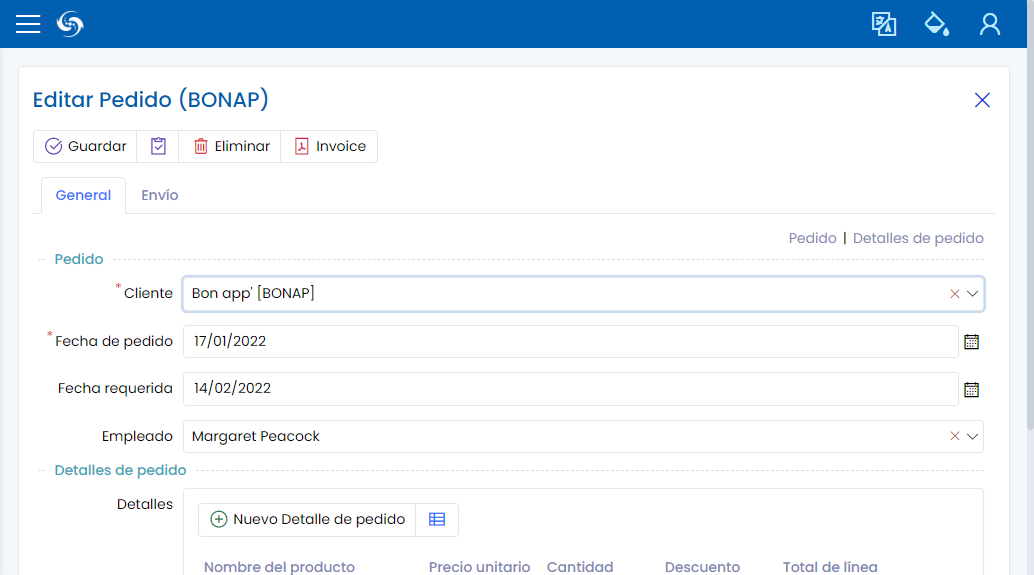 Editar Pedido (BONAP)
Guardar Eliminar Invoice
General Envío
Pedido | Detalles de pedido
Pedido
* Cliente Bon app' [BONAP]
* Fecha de pedido 17/01/2022
Fecha requerida 14/02/2022
Empleado Margaret Peacock
Detalles de pedido
Detalles
Nuevo Detalle de pedido
Nombre del producto Precio unitario Cantidad Descuento Total de línea